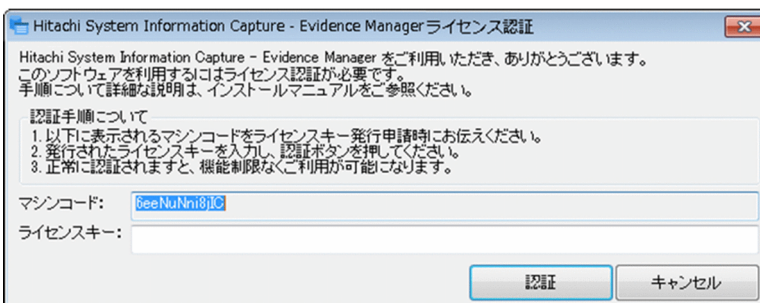 Hitachi System Information Capture - Evidence Managerライセンス認証
Hitachi System Information Capture - Evidence Manager をご利用いただき、ありがとうございます。
このソフトウェアを利用するにはライセンス認証が必要です。
手順について詳細な説明は、インストールマニュアルをご参照ください。
認証手順について
1. 以下に表示されるマシンコードをライセンスキー発行申請時にお伝えください。
2. 発行されたライセンスキーを入力し、認証ボタンを押してください。
3. 正常に認証されますと、機能制限なくご利用が可能になります。
マシンコード: 6eeNuNni8jIC
ライセンスキー:
認証 キャンセル